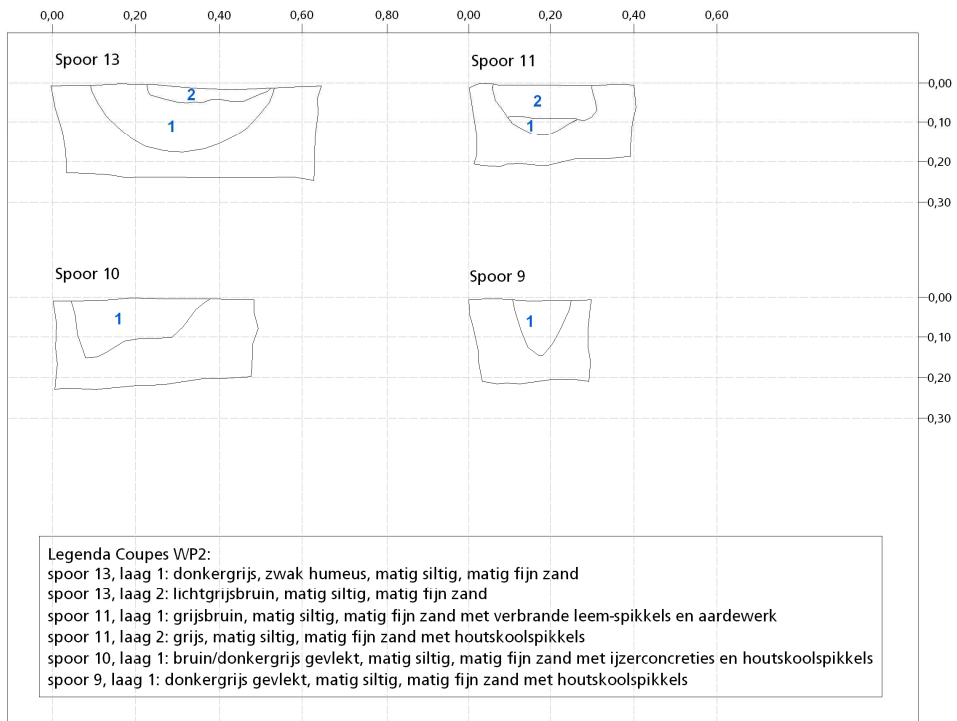 0,00 0,20 0,40 0,60 0,00 0,20 0,40 0,60
Spoor 13 Spoor 11
0,00
2
2
1
1
0,10
0,20
0,30
Spoor 10 Spoor 9
0,00
1 1
0,10
0,20
0,30
Legenda Coupes WP2:
spoor 13, laag 1: donkergrijs, zwak humeus, matig siltig, matig fijn zand
spoor 13, laag 2: lichtgrijsbruin, matig siltig, matig fijn zand
spoor 11, laag 1: grijsbruin, matig siltig, matig fijn zand met verbrande leem-spikkels en aardewerk
spoor 11, laag 2: grijs, matig siltig, matig fijn zand met houtskoolspikkels
spoor 10, laag 1: bruin/donkergrijs gevlekt, matig siltig, matig fijn zand met ijzerconcreties en houtskoolspikkels
spoor 9, laag 1: donkergrijs gevlekt, matig siltig, matig fijn zand met houtskoolspikkels